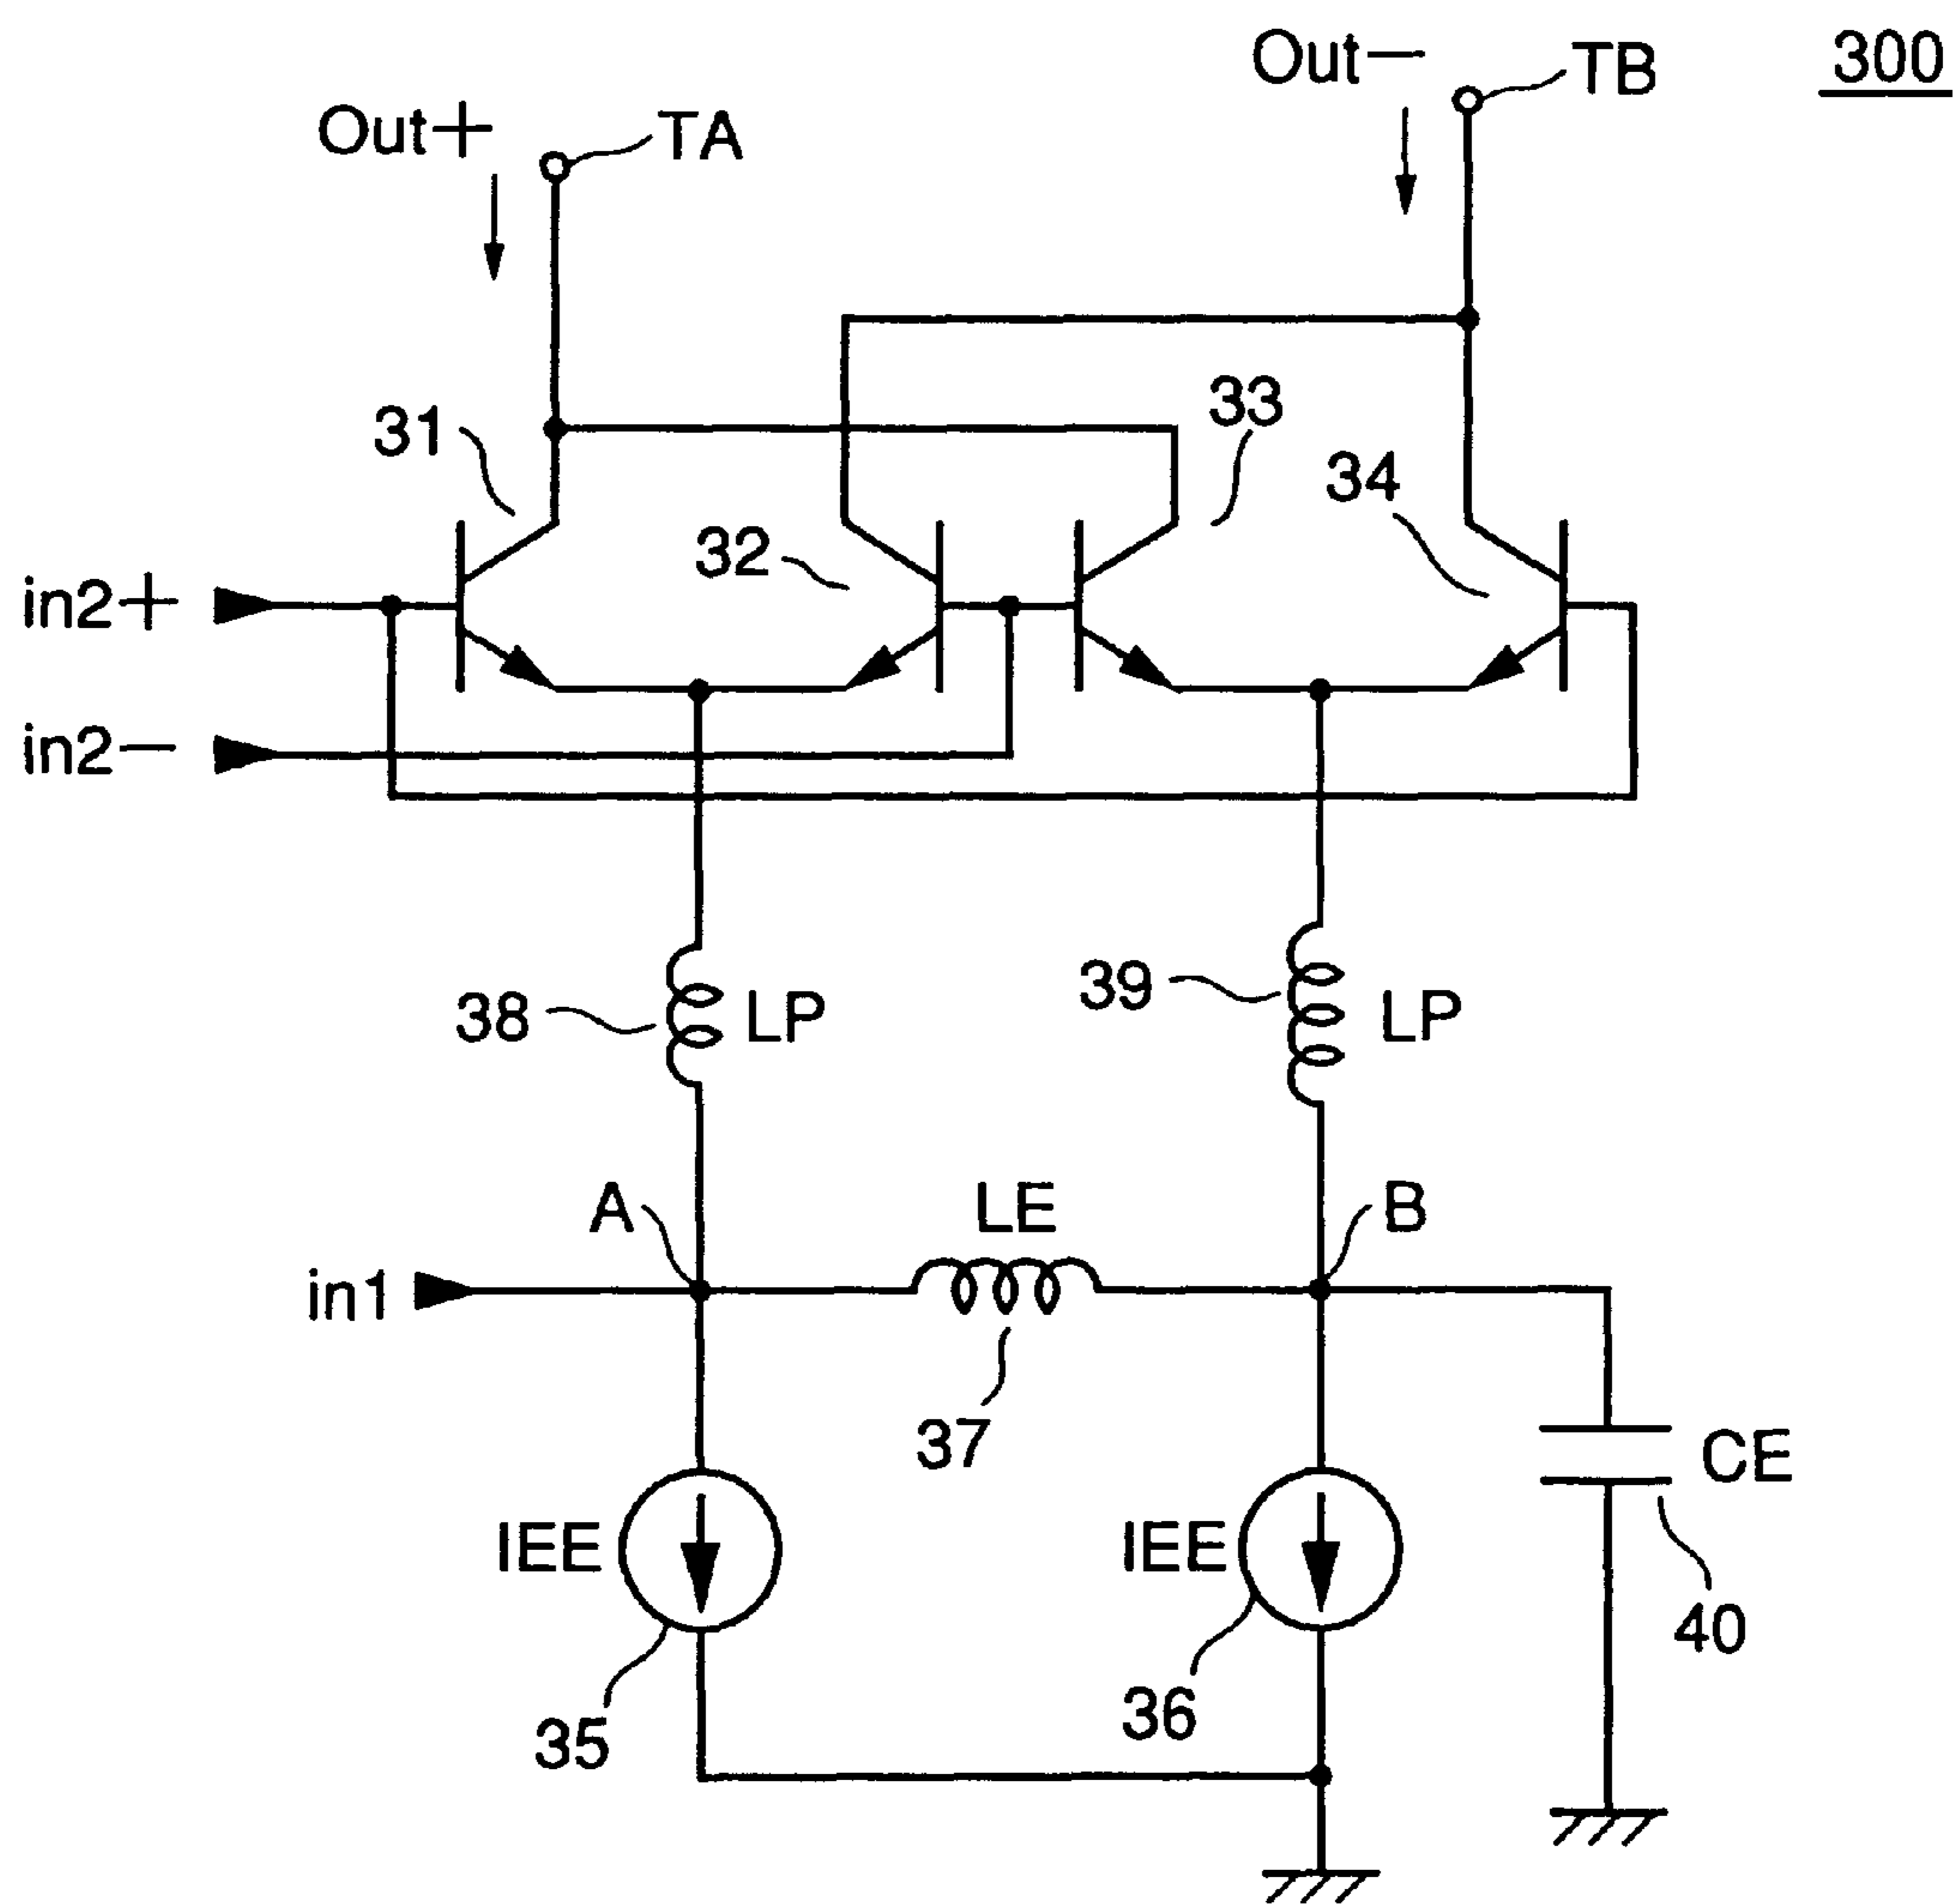 Out−
TB
300
Out+
TA
31
33
34
32
in2+
in2−
38
LP
39
LP
A
LE
B
in1
37
CE
IEE
IEE
40
35
36